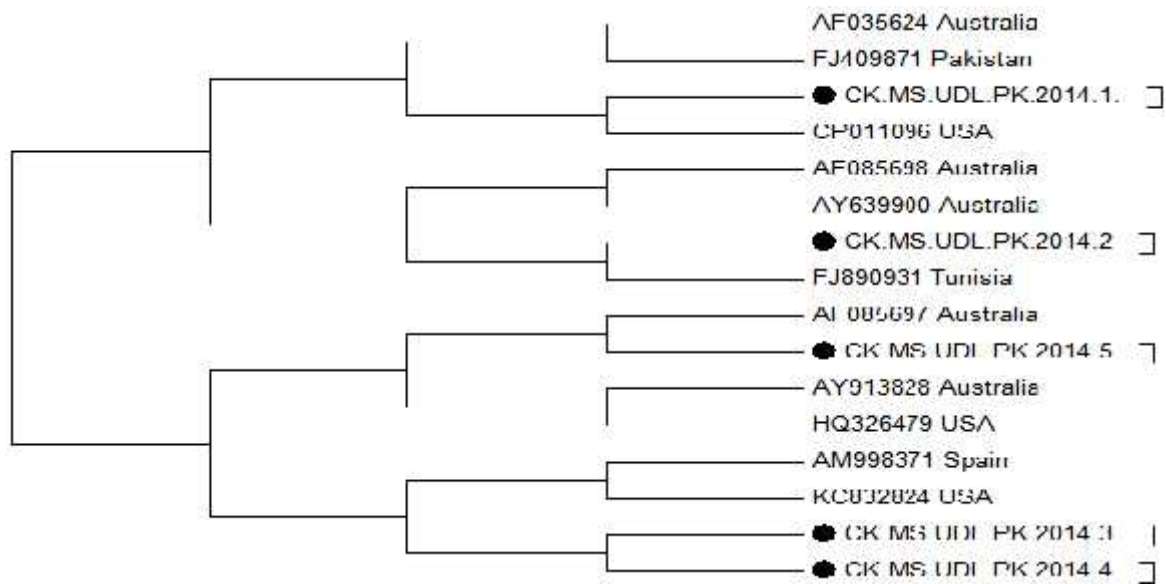 AF035624 Australia
FJ409871 Pakistan
CK.MS.UDL.PK.2014.1.
CP011096 USA
AF085698 Australia
AY639900 Australia
CK.MS.UDL.PK.2014.2
FJ890931 Tunisia
AF085697 Australia
CK.MS.UDL.PK.2014.5
AY913828 Australia
HQ326479 USA
AM998371 Spain
KC832824 USA
CK.MS.UDL.PK.2014.3
CK.MS.UDL.PK.2014.4